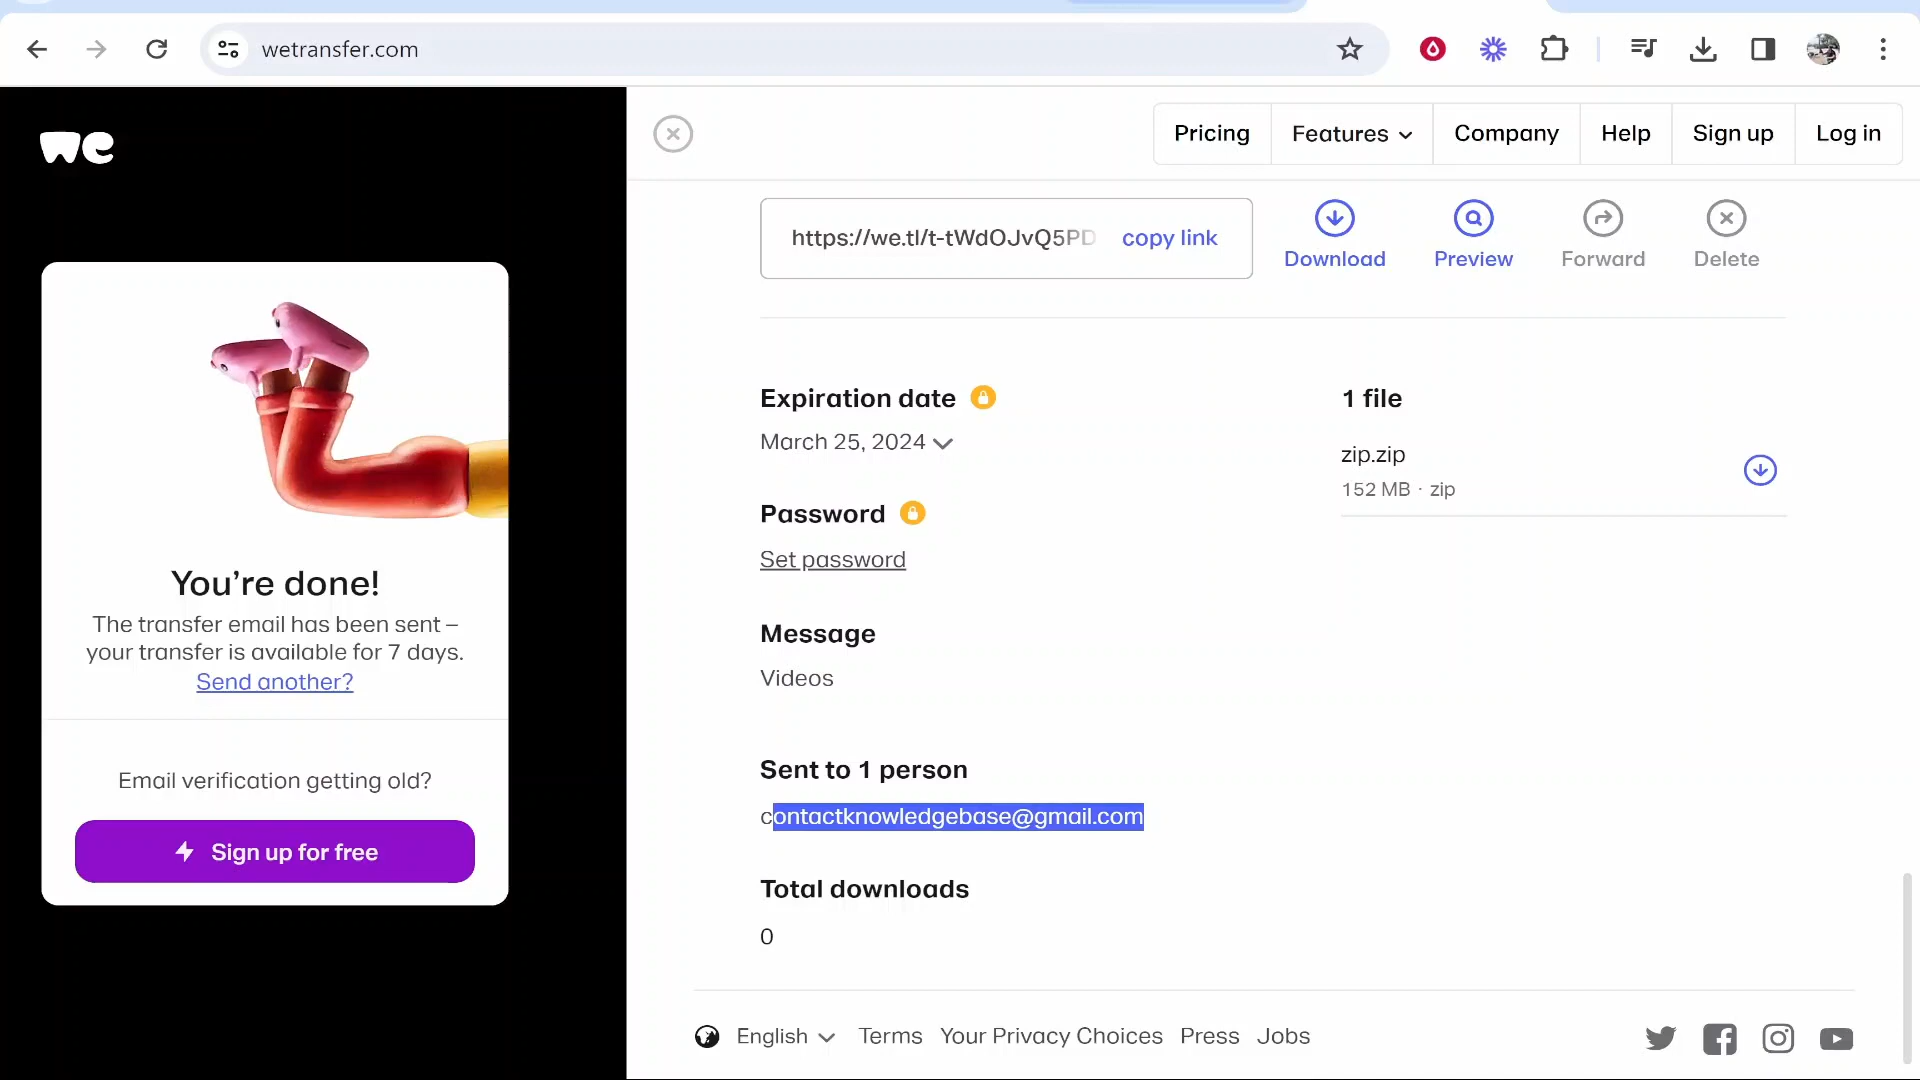 wetransfer.com
we
Pricing
Features
Company
Help
Sign up
Log in
https://we.tl/t-tWdOJvQ5PD
copy link
Download
Preview
Forward
Delete
You're done!
The transfer email has been sent –
your transfer is available for 7 days.
Send another?
Email verification getting old?
Sign up for free
Expiration date
March 25, 2024
Password
Set password
Message
Videos
Sent to 1 person
contactknowledgebase@gmail.com
Total downloads
0
1 file
zip.zip
152 MB · zip
English
Terms
Your Privacy Choices
Press
Jobs